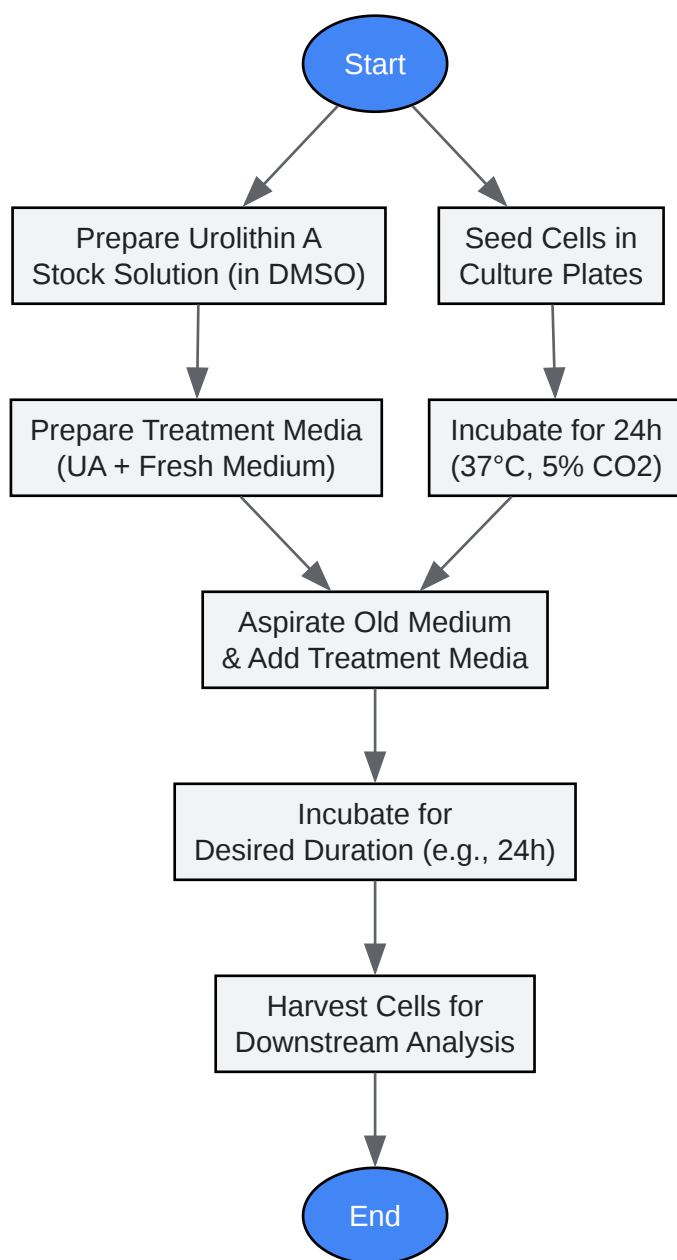 Start
Prepare Urolithin A
Stock Solution (in DMSO)
Seed Cells in
Culture Plates
Prepare Treatment Media
(UA + Fresh Medium)
Incubate for 24h
(37°C, 5% CO2)
Aspirate Old Medium
& Add Treatment Media
Incubate for
Desired Duration (e.g., 24h)
Harvest Cells for
Downstream Analysis
End